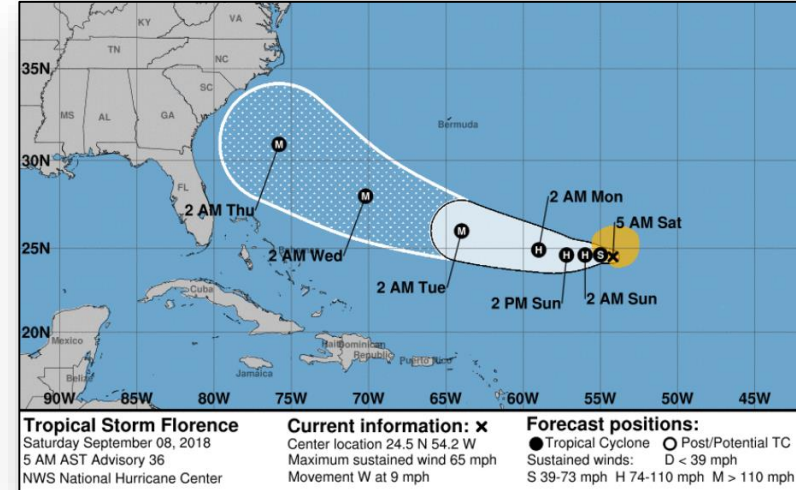 KY
VA
TN
NC
35N
SC
MS
AL
GA
Bermuda
30N
FL
2 AM Thu
2 AM Mon
5 AM Sat
25N
2 AM Wed
Bahamas
2 AM Tue
2 PM Sun
2 AM Sun
Cuba
20N
Mexico
Haiti
Dominican
Republic
Puerto Rico
Jamaica
Belize
90W 85W 80W 75W 70W 65W 60W 55W 50W 45W
M
M
M
H
H
H
S
Tropical Storm Florence
Saturday September 08, 2018
5 AM AST Advisory 36
NWS National Hurricane Center
Current information: ×
Center location 24.5 N 54.2 W
Maximum sustained wind 65 mph
Movement W at 9 mph
Forecast positions:
● Tropical Cyclone ○ Post/Potential TC
Sustained winds: D < 39 mph
S 39-73 mph H 74-110 mph M > 110 mph